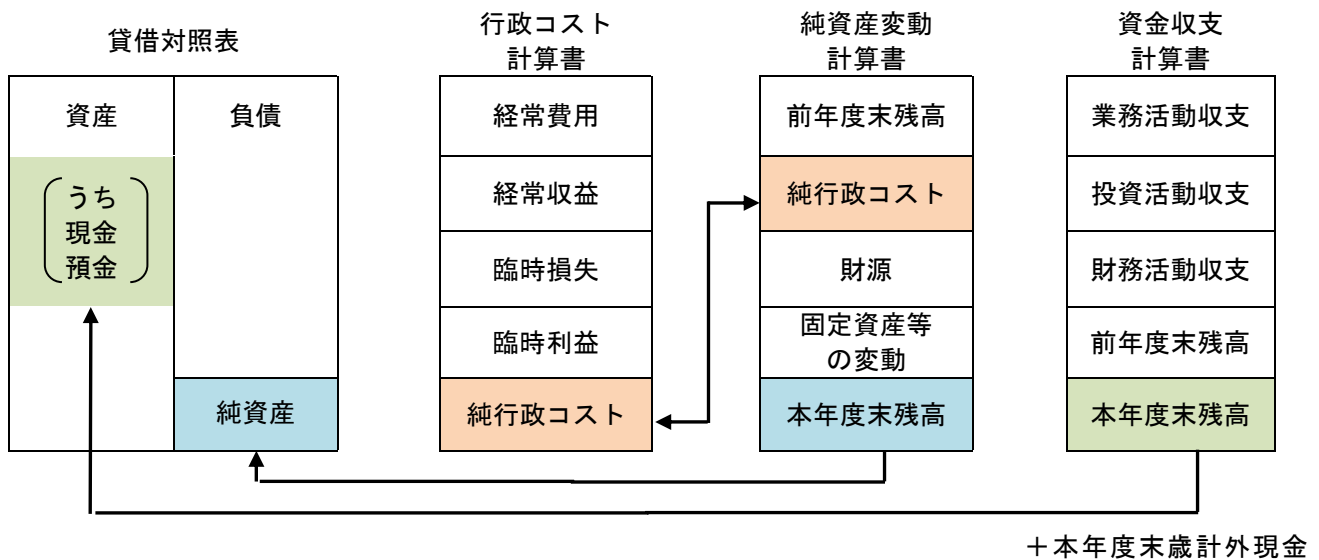 貸借対照表
資産
負債
うち
現金
預金
純資産
行政コスト
計算書
経常費用
経常収益
臨時損失
臨時利益
純行政コスト
純資産変動
計算書
前年度末残高
純行政コスト
財源
固定資産等
の変動
本年度末残高
資金収支
計算書
業務活動収支
投資活動収支
財務活動収支
前年度末残高
本年度末残高
＋本年度末歳計外現金